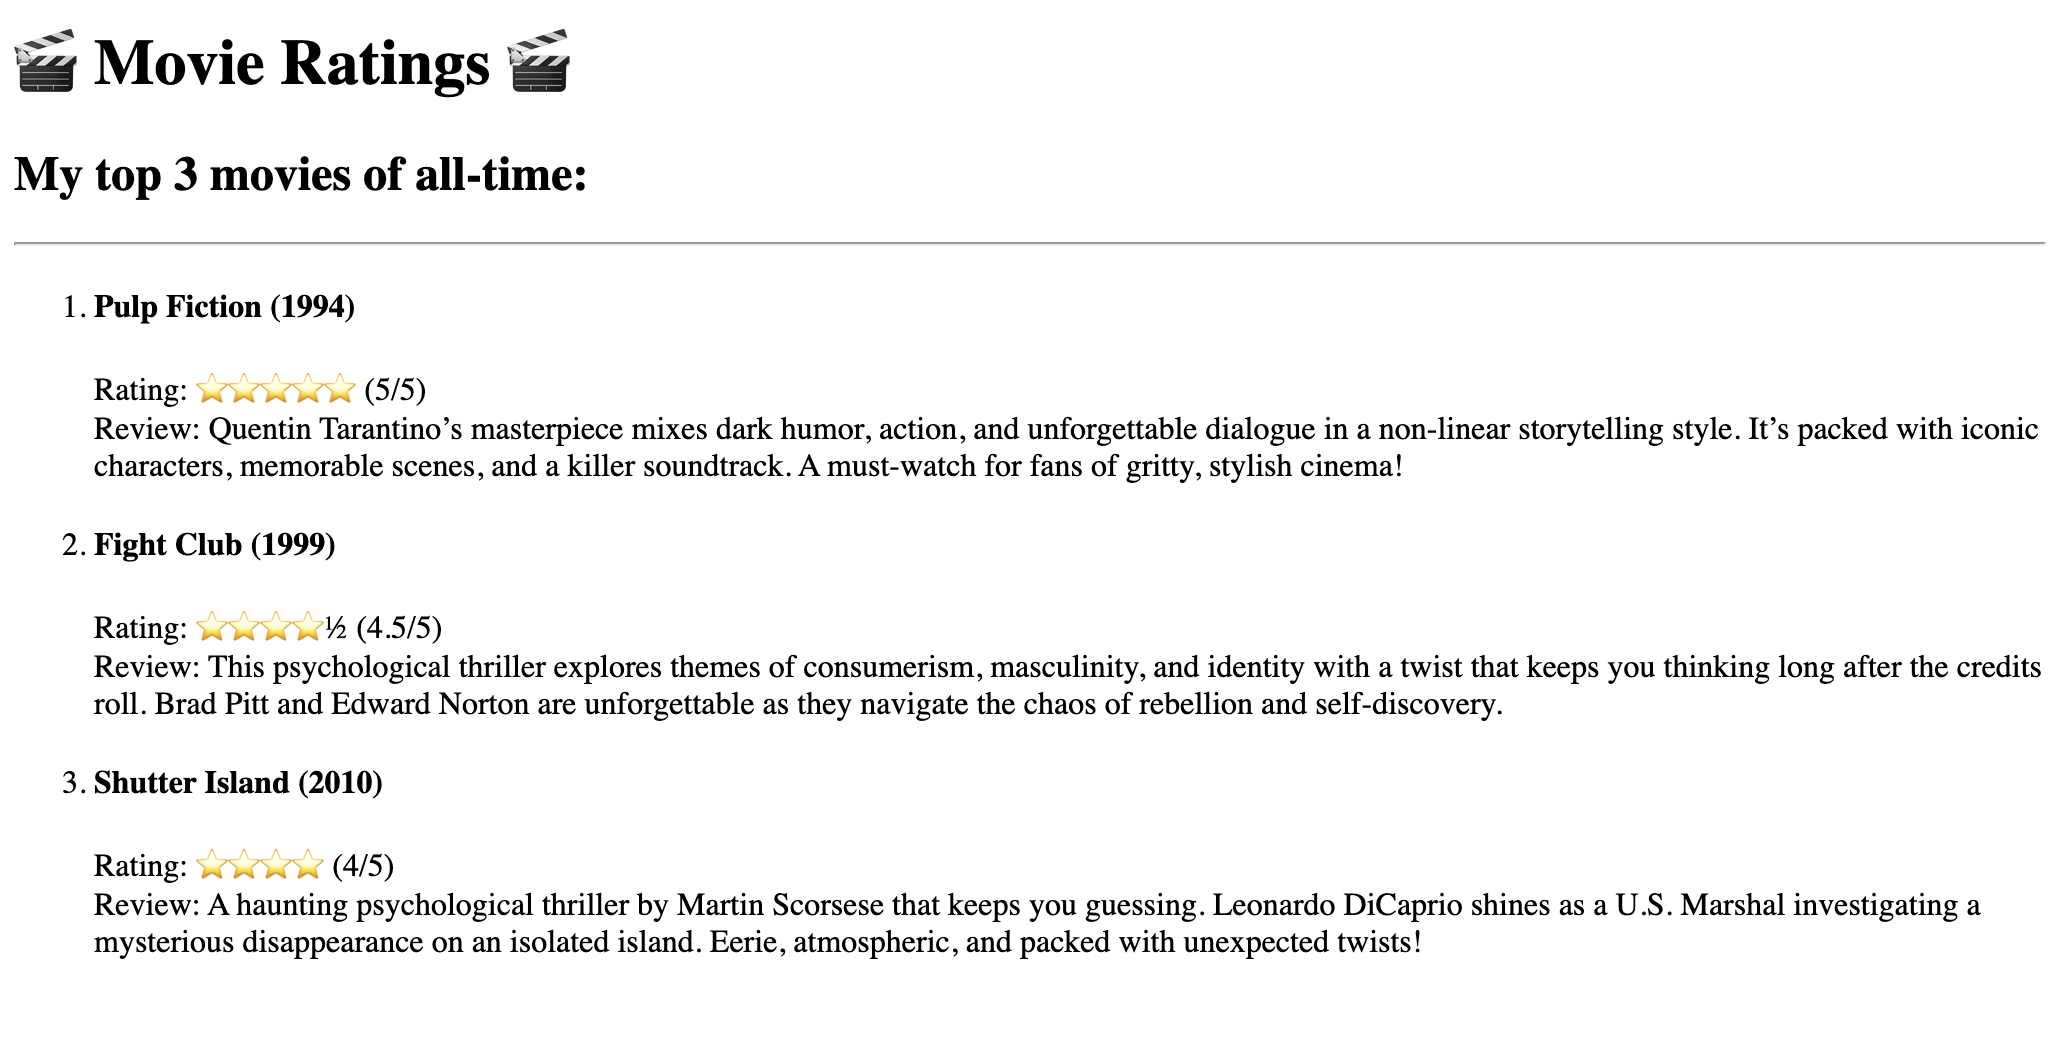 🎬 Movie Ratings 🎬
My top 3 movies of all-time:
1. Pulp Fiction (1994)
Rating: ⭐⭐⭐⭐⭐ (5/5)
Review: Quentin Tarantino’s masterpiece mixes dark humor, action, and unforgettable dialogue in a non-linear storytelling style. It’s packed with iconic
characters, memorable scenes, and a killer soundtrack. A must-watch for fans of gritty, stylish cinema!
2. Fight Club (1999)
Rating: ⭐⭐⭐⭐½ (4.5/5)
Review: This psychological thriller explores themes of consumerism, masculinity, and identity with a twist that keeps you thinking long after the credits
roll. Brad Pitt and Edward Norton are unforgettable as they navigate the chaos of rebellion and self-discovery.
3. Shutter Island (2010)
Rating: ⭐⭐⭐⭐ (4/5)
Review: A haunting psychological thriller by Martin Scorsese that keeps you guessing. Leonardo DiCaprio shines as a U.S. Marshal investigating a
mysterious disappearance on an isolated island. Eerie, atmospheric, and packed with unexpected twists!